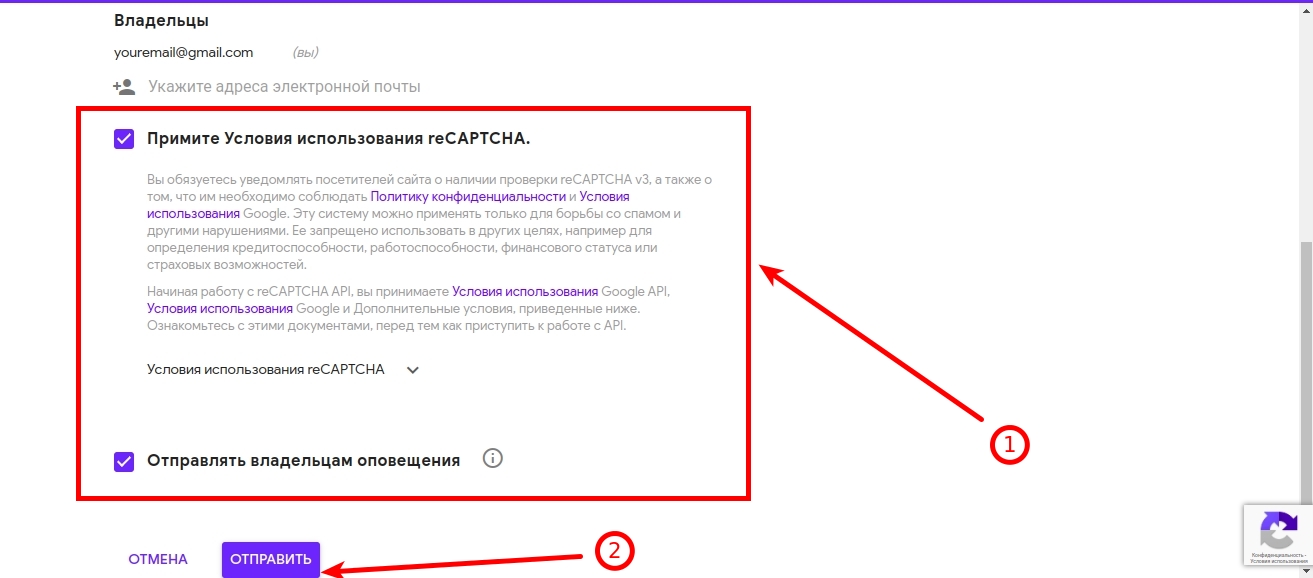 Владельцы
youremail@gmail.com (вы)
Укажите адреса электронной почты
Примите Условия использования reCAPTCHA.
Вы обязуетесь уведомлять посетителей сайта о наличии проверки reCAPTCHA v3, а также о
том, что им необходимо соблюдать Политику конфиденциальности и Условия
использования Google. Эту систему можно применять только для борьбы со спамом и
другими нарушениями. Ее запрещено использовать в других целях, например для
определения кредитоспособности, работоспособности, финансового статуса или
страховых возможностей.
Начиная работу с reCAPTCHA API, вы принимаете Условия использования Google API,
Условия использования Google и Дополнительные условия, приведенные ниже.
Ознакомьтесь с этими документами, перед тем как приступить к работе с API.
Условия использования reCAPTCHA
1
Отправлять владельцам оповещения
2
ОТМЕНА ОТПРАВИТЬ
Конфиденциальность -
Условия использования